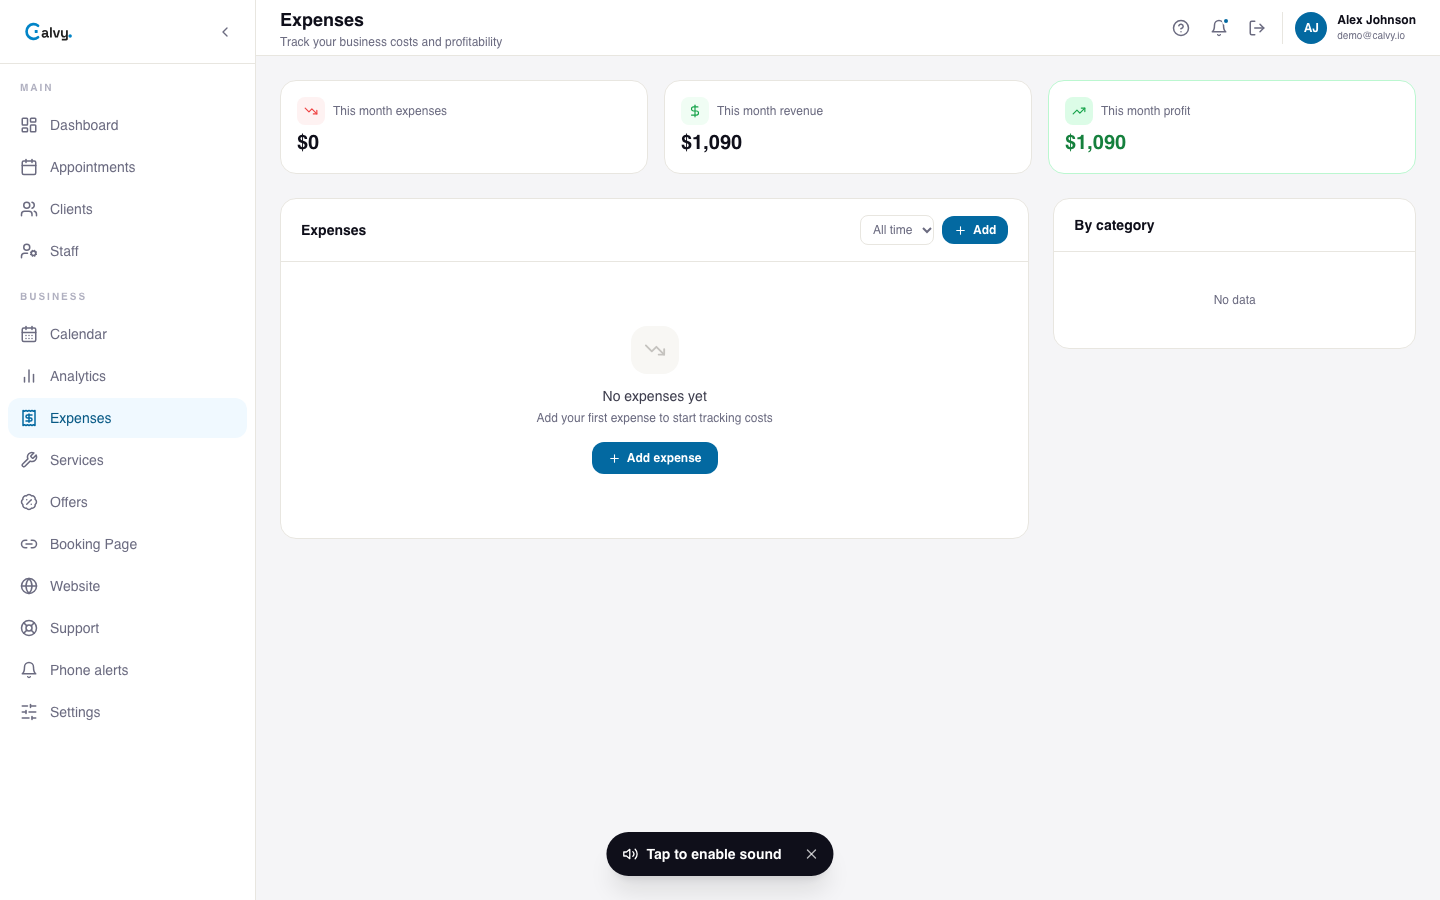 Calvy.
MAIN
Dashboard
Appointments
Clients
Staff
BUSINESS
Calendar
Analytics
Expenses
Services
Offers
Booking Page
Website
Support
Phone alerts
Settings
Expenses
Track your business costs and profitability
AJ
Alex Johnson
demo@calvy.io
This month expenses
$0
This month revenue
$1,090
This month profit
$1,090
Expenses
All time
Add
No expenses yet
Add your first expense to start tracking costs
Add expense
By category
No data
Tap to enable sound